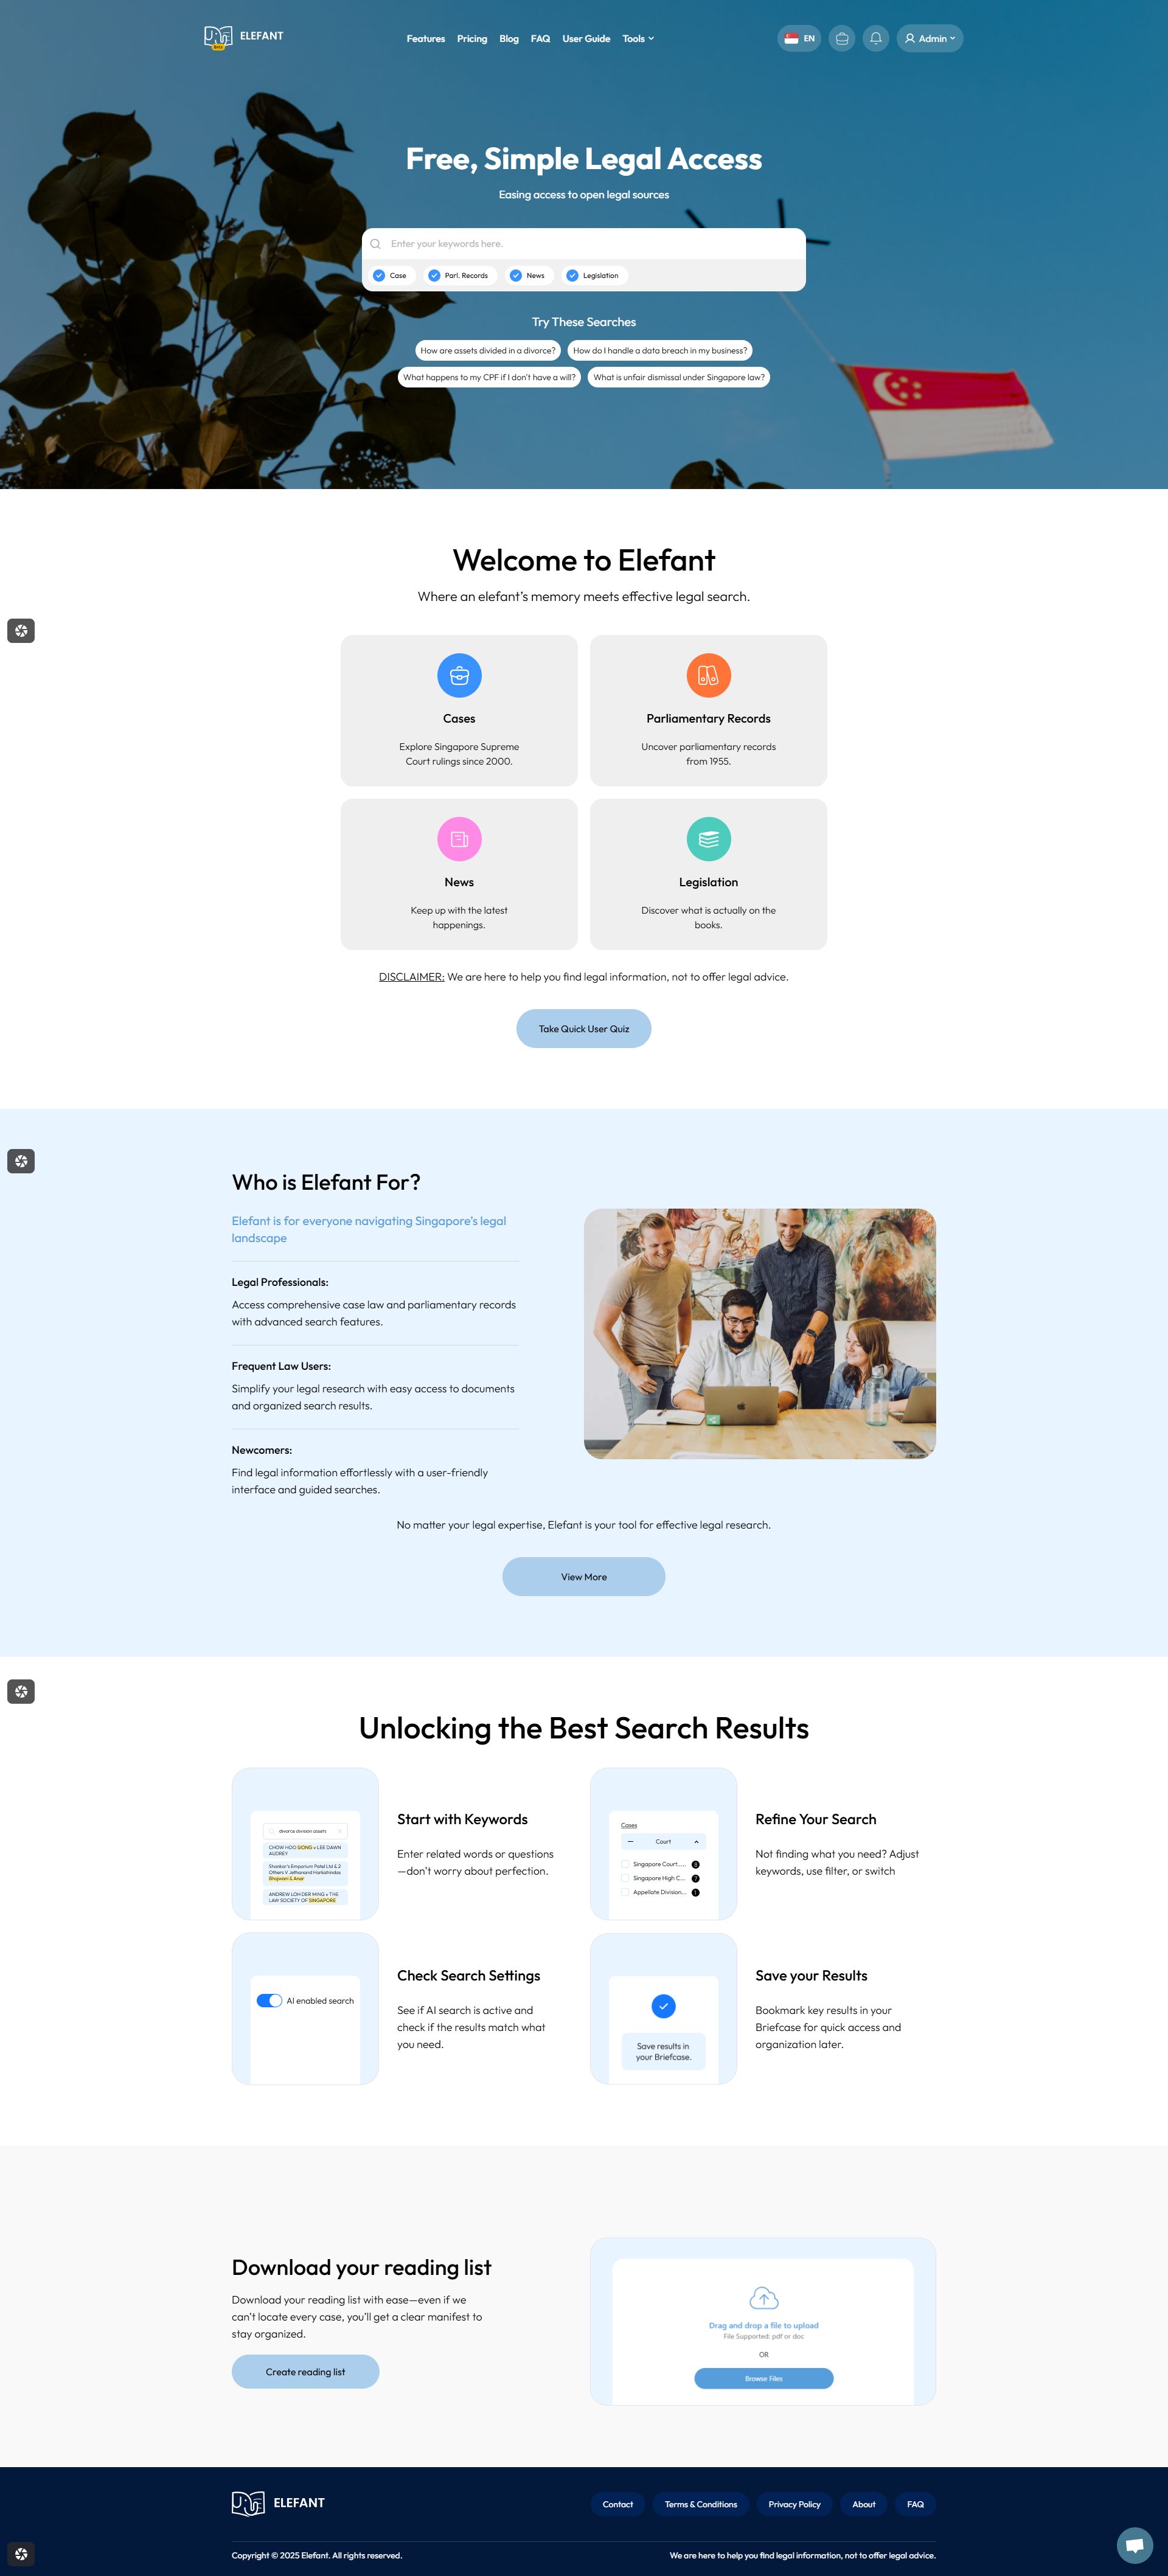 ELEFANT
Beta
Features Pricing Blog FAQ User Guide Tools
EN
Admin
Free, Simple Legal Access
Easing access to open legal sources
Enter your keywords here.
Case Parl. Records News Legislation
Try These Searches
How are assets divided in a divorce? How do I handle a data breach in my business?
What happens to my CPF if I don't have a will? What is unfair dismissal under Singapore law?
Welcome to Elefant
Where an elefant’s memory meets effective legal search.
Cases
Explore Singapore Supreme
Court rulings since 2000.
Parliamentary Records
Uncover parliamentary records
from 1955.
News
Keep up with the latest
happenings.
Legislation
Discover what is actually on the
books.
DISCLAIMER: We are here to help you find legal information, not to offer legal advice.
Take Quick User Quiz
Who is Elefant For?
Elefant is for everyone navigating Singapore's legal
landscape
Legal Professionals:
Access comprehensive case law and parliamentary records
with advanced search features.
Frequent Law Users:
Simplify your legal research with easy access to documents
and organized search results.
Newcomers:
Find legal information effortlessly with a user-friendly
interface and guided searches.
No matter your legal expertise, Elefant is your tool for effective legal research.
View More
Unlocking the Best Search Results
divorce division assets
CHOW HOO SIONG v LEE DAWN
AUDREY
Shankar's Emporium Patel Ltd & 2
Others V Jethanand Harkishindas
Bhojwani & Anor
ANDREW LOH DER MING v THE
LAW SOCIETY OF SINGAPORE
Start with Keywords
Enter related words or questions
—don’t worry about perfection.
Cases
Court
Singapore Court..... 8
Singapore High C... 7
Appellate Division... 1
Refine Your Search
Not finding what you need? Adjust
keywords, use filter, or switch
AI enabled search
Check Search Settings
See if AI search is active and
check if the results match what
you need.
Save results in
your Briefcase.
Save your Results
Bookmark key results in your
Briefcase for quick access and
organization later.
Download your reading list
Download your reading list with ease—even if we
can’t locate every case, you’ll get a clear manifest to
stay organized.
Create reading list
Drag and drop a file to upload
File Supported: pdf or doc
OR
Browse Files
ELEFANT
Contact Terms & Conditions Privacy Policy About FAQ
Copyright © 2025 Elefant. All rights reserved.
We are here to help you find legal information, not to offer legal advice.